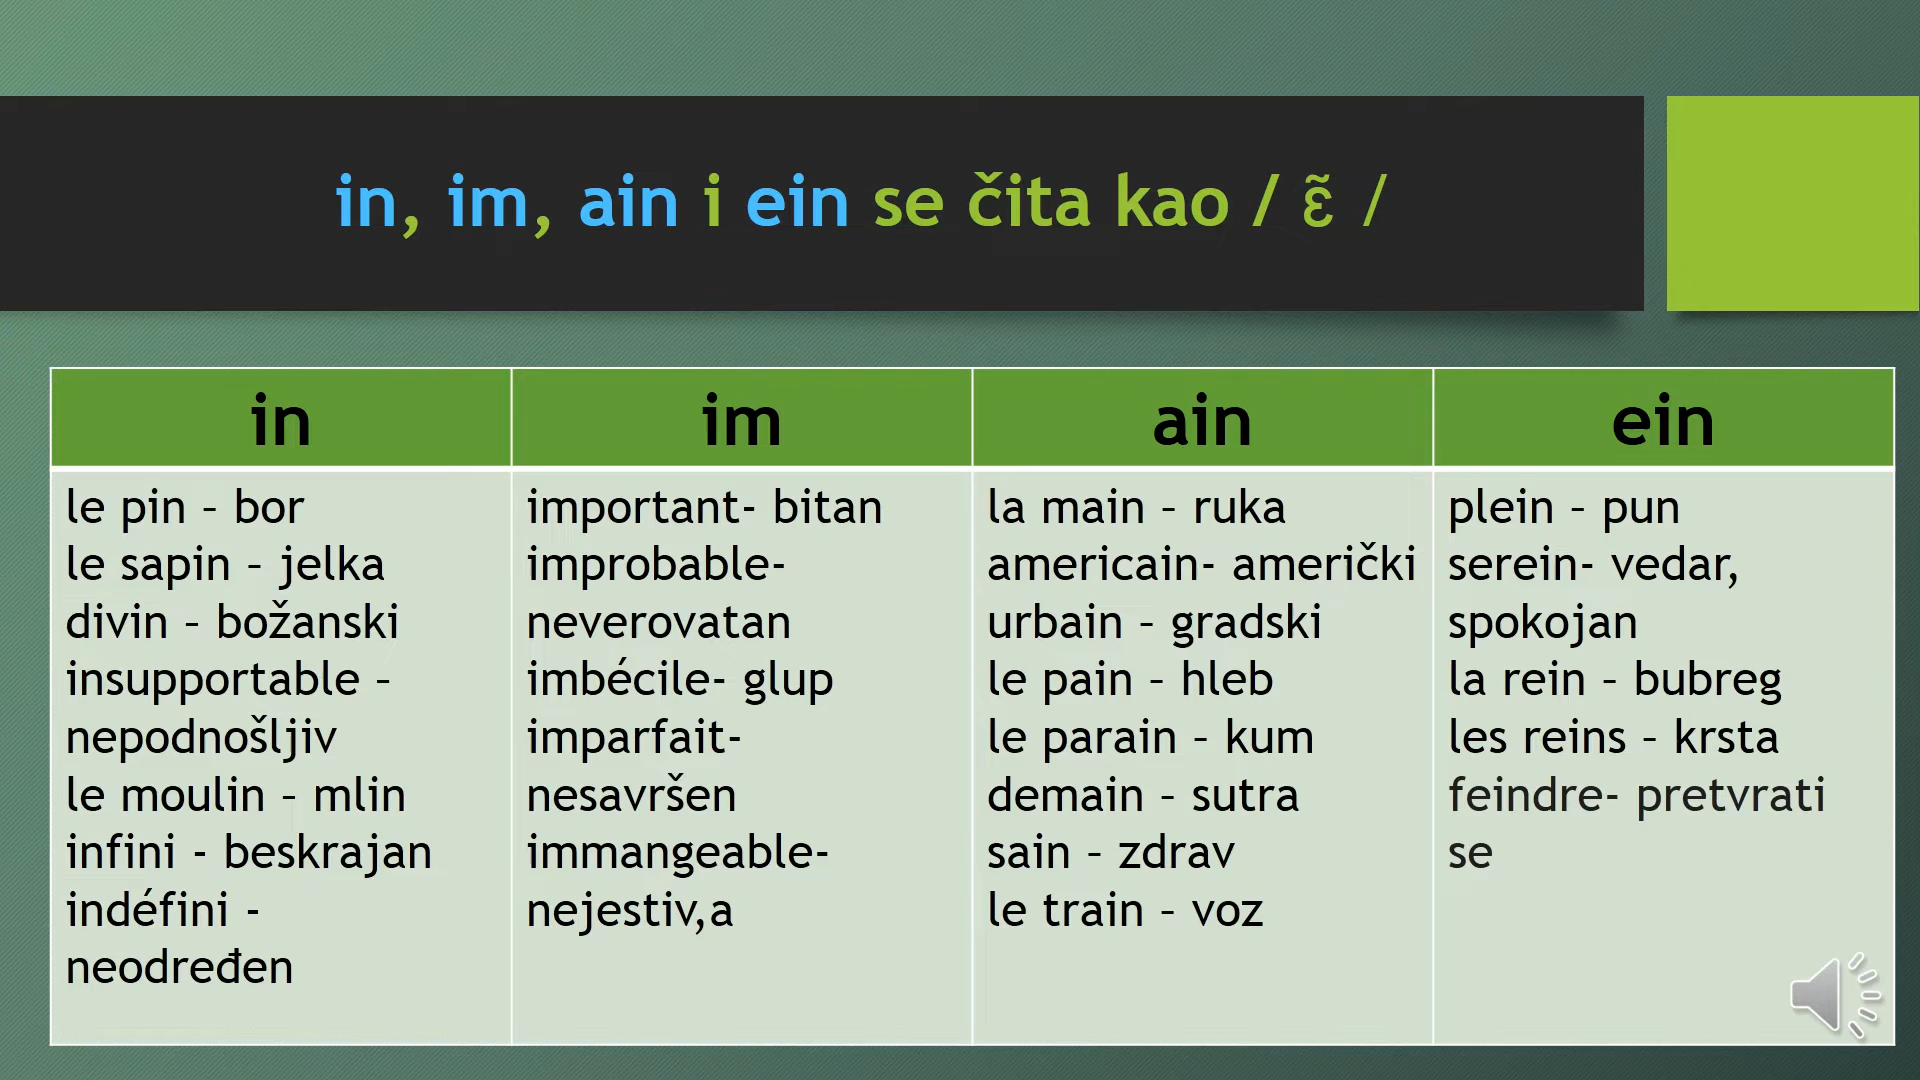 in, im, ain i ein se čita kao / ɛ̃ /
in
im
ain
ein
le pin – bor
le sapin – jelka
divin – božanski
insupportable –
nepodnošljiv
le moulin – mlin
infini - beskrajan
indéfini -
neodređen
important- bitan
improbable-
neverovatan
imbécile- glup
imparfait-
nesavršen
immangeable-
nejestiv,a
la main – ruka
americain- američki
urbain – gradski
le pain – hleb
le parain – kum
demain – sutra
sain – zdrav
le train – voz
plein – pun
serein- vedar,
spokojan
la rein – bubreg
les reins – krsta
feindre- pretvrati
se